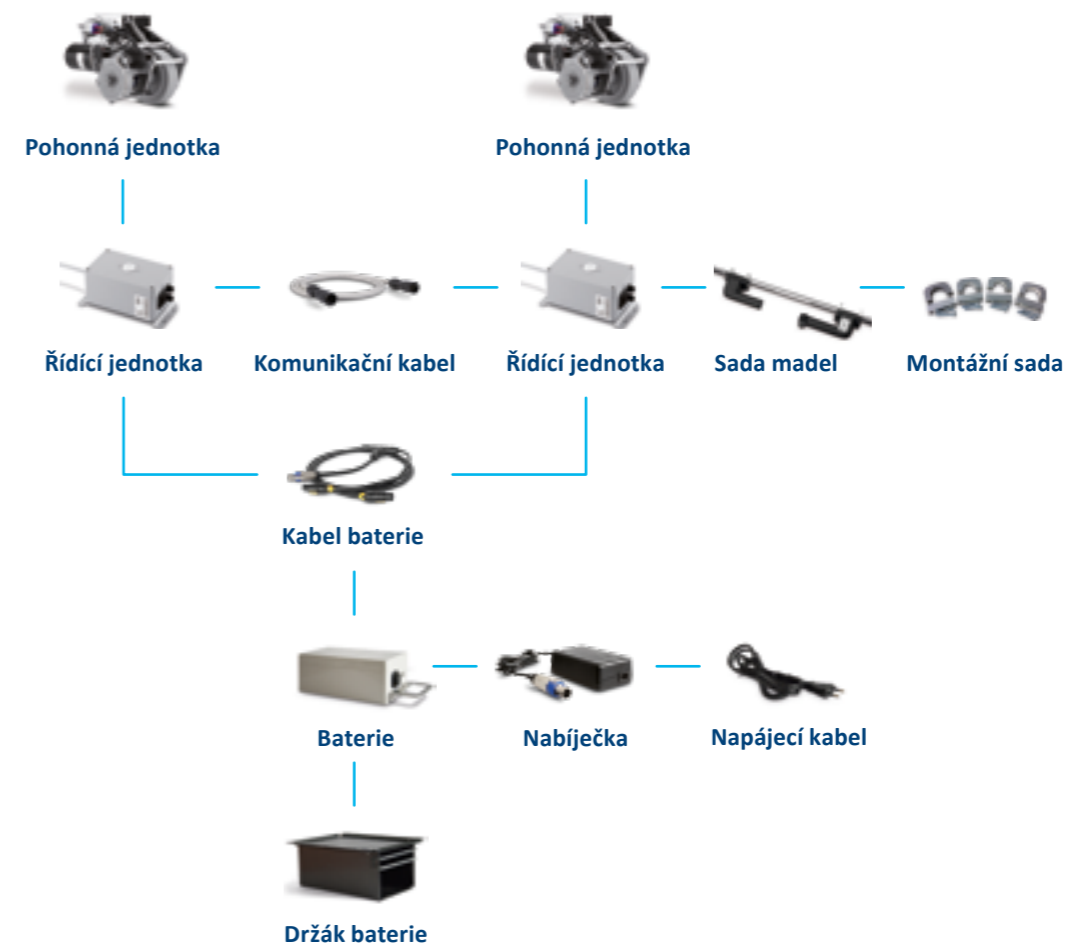 Pohonná jednotka
Pohonná jednotka
Řídící jednotka
Komunikační kabel
Řídící jednotka
Sada madel
Montážní sada
Kabel baterie
Baterie
Nabíječka
Napájecí kabel
Držák baterie